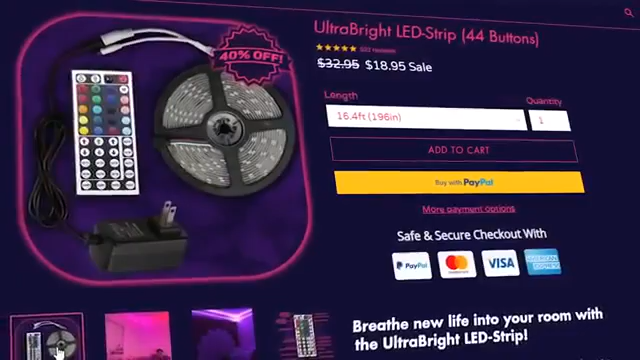 UltraBright LED-Strip (44 Buttons)
40% OFF!
$32.95 $18.95 Sale
Length
Quantity
16.4ft (196in)
1
ADD TO CART
Buy with PayPal
More payment options
Safe & Secure Checkout With
PayPal
mastercard
VISA
AMERICAN EXPRESS
Breathe new life into your room with
the UltraBright LED-Strip!